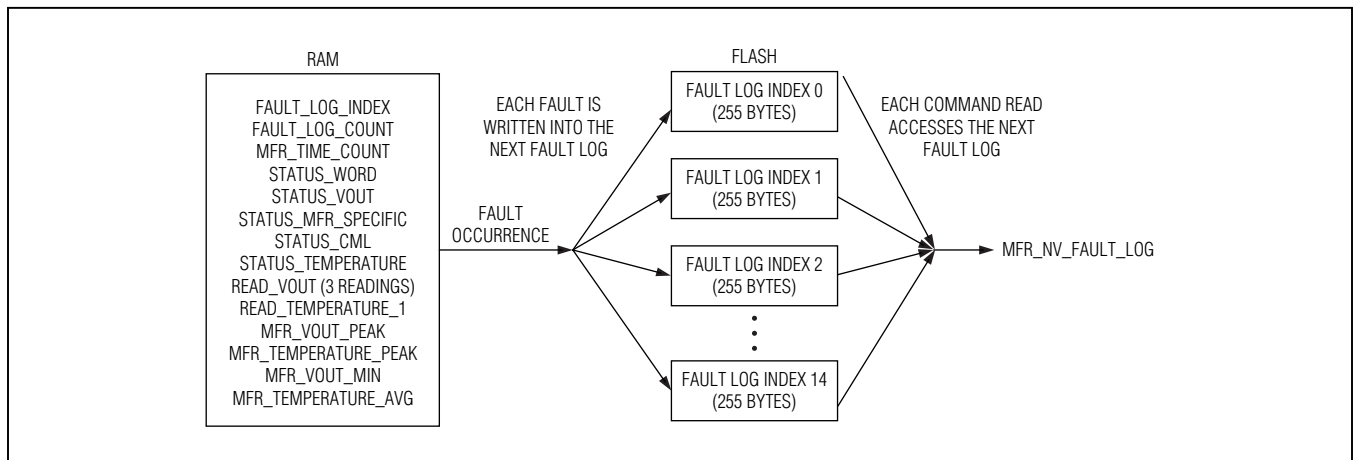 RAM
FAULT_LOG_INDEX
FAULT_LOG_COUNT
MFR_TIME_COUNT
STATUS_WORD
STATUS_VOUT
STATUS_MFR_SPECIFIC
STATUS_CML
STATUS_TEMPERATURE
READ_VOUT (3 READINGS)
READ_TEMPERATURE_1
MFR_VOUT_PEAK
MFR_TEMPERATURE_PEAK
MFR_VOUT_MIN
MFR_TEMPERATURE_AVG
FAULT
OCCURRENCE
EACH FAULT IS
WRITTEN INTO THE
NEXT FAULT LOG
FLASH
FAULT LOG INDEX 0
(255 BYTES)
FAULT LOG INDEX 1
(255 BYTES)
FAULT LOG INDEX 2
(255 BYTES)
FAULT LOG INDEX 14
(255 BYTES)
EACH COMMAND READ
ACCESSES THE NEXT
FAULT LOG
MFR_NV_FAULT_LOG